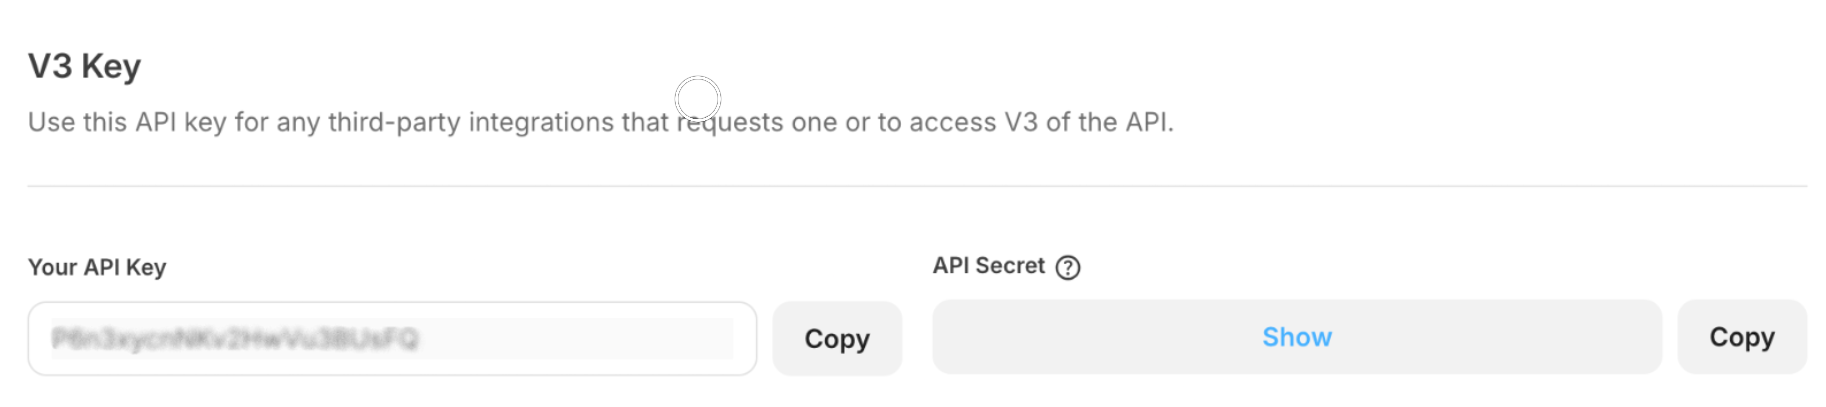 V3 Key
Use this API key for any third-party integrations that requests one or to access V3 of the API.
Your API Key
API Secret ?
Copy
Show
Copy